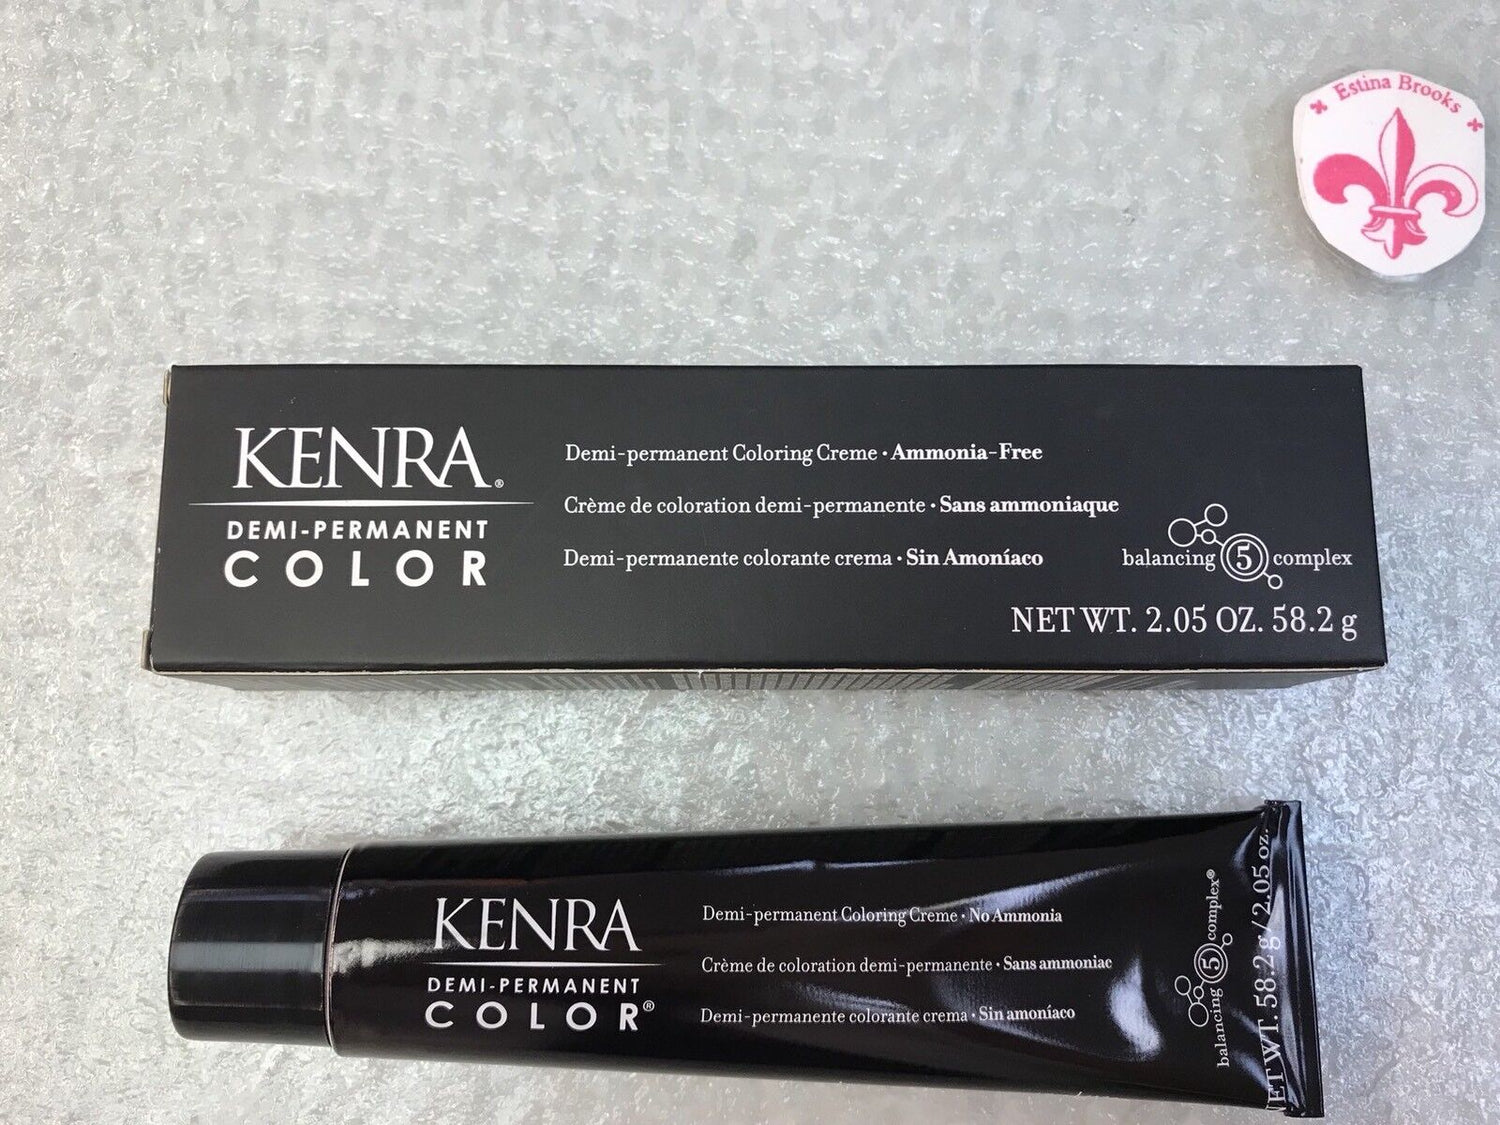 Estina Brooks
KENRA®
DEMI-PERMANENT
COLOR
Demi-permanent Coloring Creme • Ammonia-Free
Crème de coloration demi-permanente • Sans ammoniaque
Demi-permanente colorante crema • Sin Amoníaco
balancing 5 complex
NET WT. 2.05 OZ. 58.2 g
KENRA
DEMI-PERMANENT
COLOR®
Demi-permanent Coloring Creme • No Ammonia
Crème de coloration demi-permanente • Sans ammoniac
Demi-permanente colorante crema • Sin amoníaco
balancing 5 complex®
NET WT. 58.2 g / 2.05 oz.